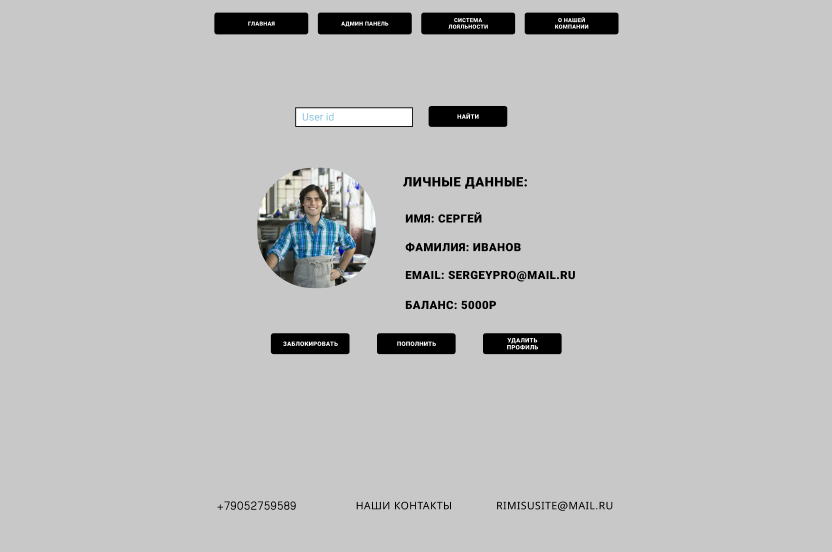 ГЛАВНАЯ
АДМИН ПАНЕЛЬ
СИСТЕМА
ЛОЯЛЬНОСТИ
О НАШЕЙ
КОМПАНИИ
User id
НАЙТИ
ЛИЧНЫЕ ДАННЫЕ:
ИМЯ: СЕРГЕЙ
ФАМИЛИЯ: ИВАНОВ
EMAIL: SERGEYPRO@MAIL.RU
БАЛАНС: 5000Р
ЗАБЛОКИРОВАТЬ
ПОПОЛНИТЬ
УДАЛИТЬ
ПРОФИЛЬ
+79052759589
НАШИ КОНТАКТЫ
RIMISUSITE@MAIL.RU